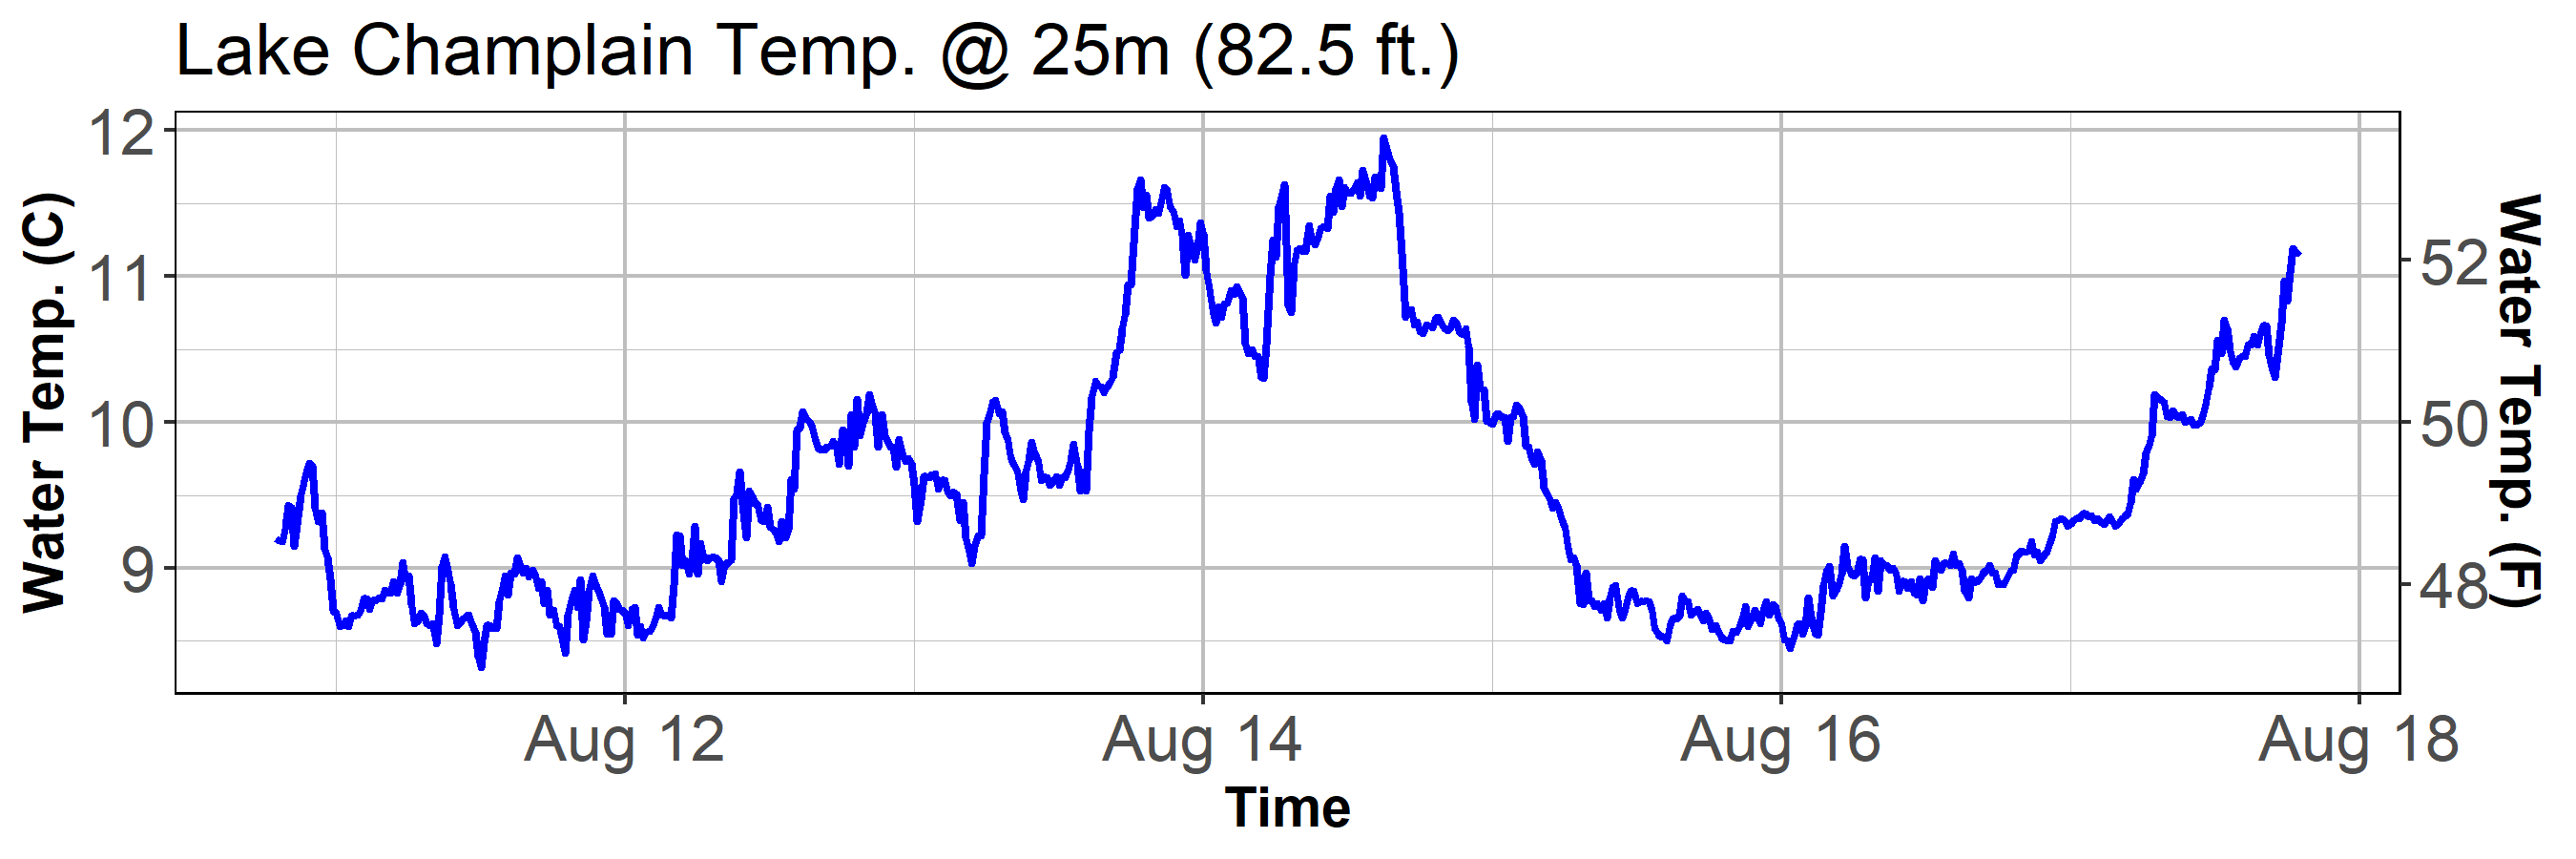 Lake Champlain Temp. @ 25m (82.5 ft.)
Water Temp. (C)
12
11
10
9
52
50
48
Water Temp. (F)
Aug 12
Aug 14
Aug 16
Aug 18
Time